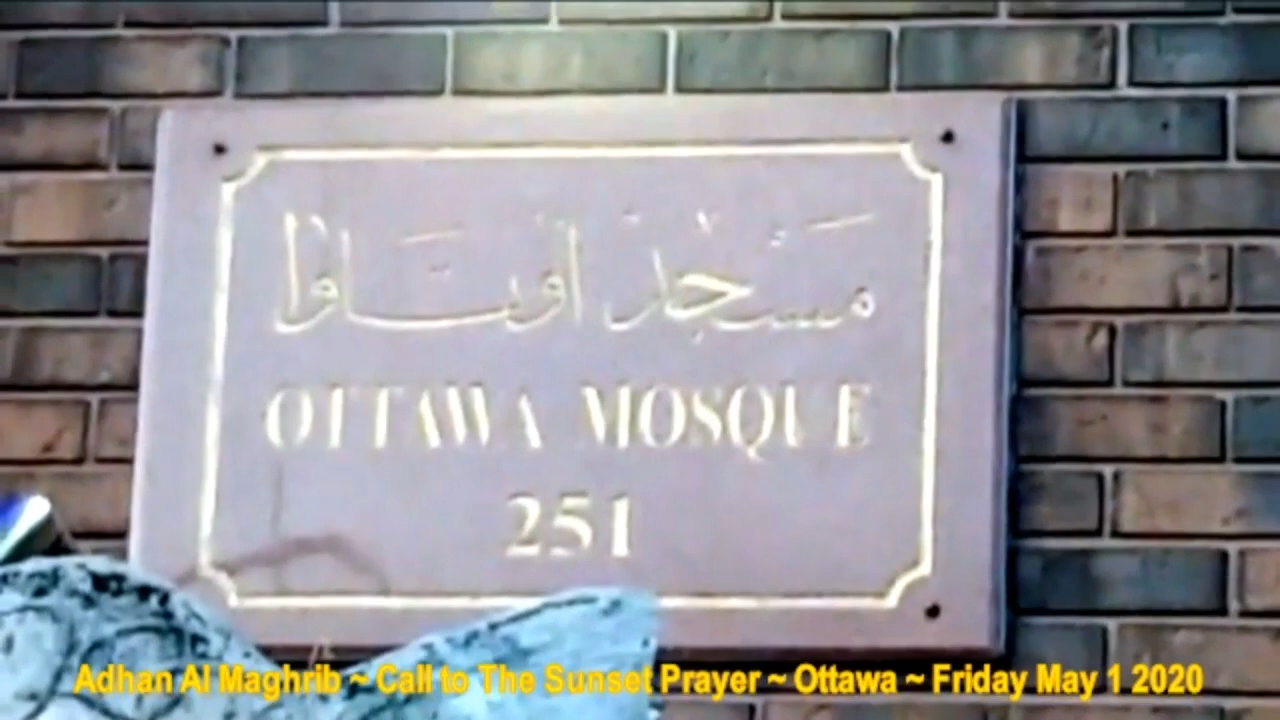 مسجد اوتاوا
OTTAWA MOSQUE
251
Adhan Al Maghrib ~ Call to The Sunset Prayer ~ Ottawa ~ Friday May 1 2020